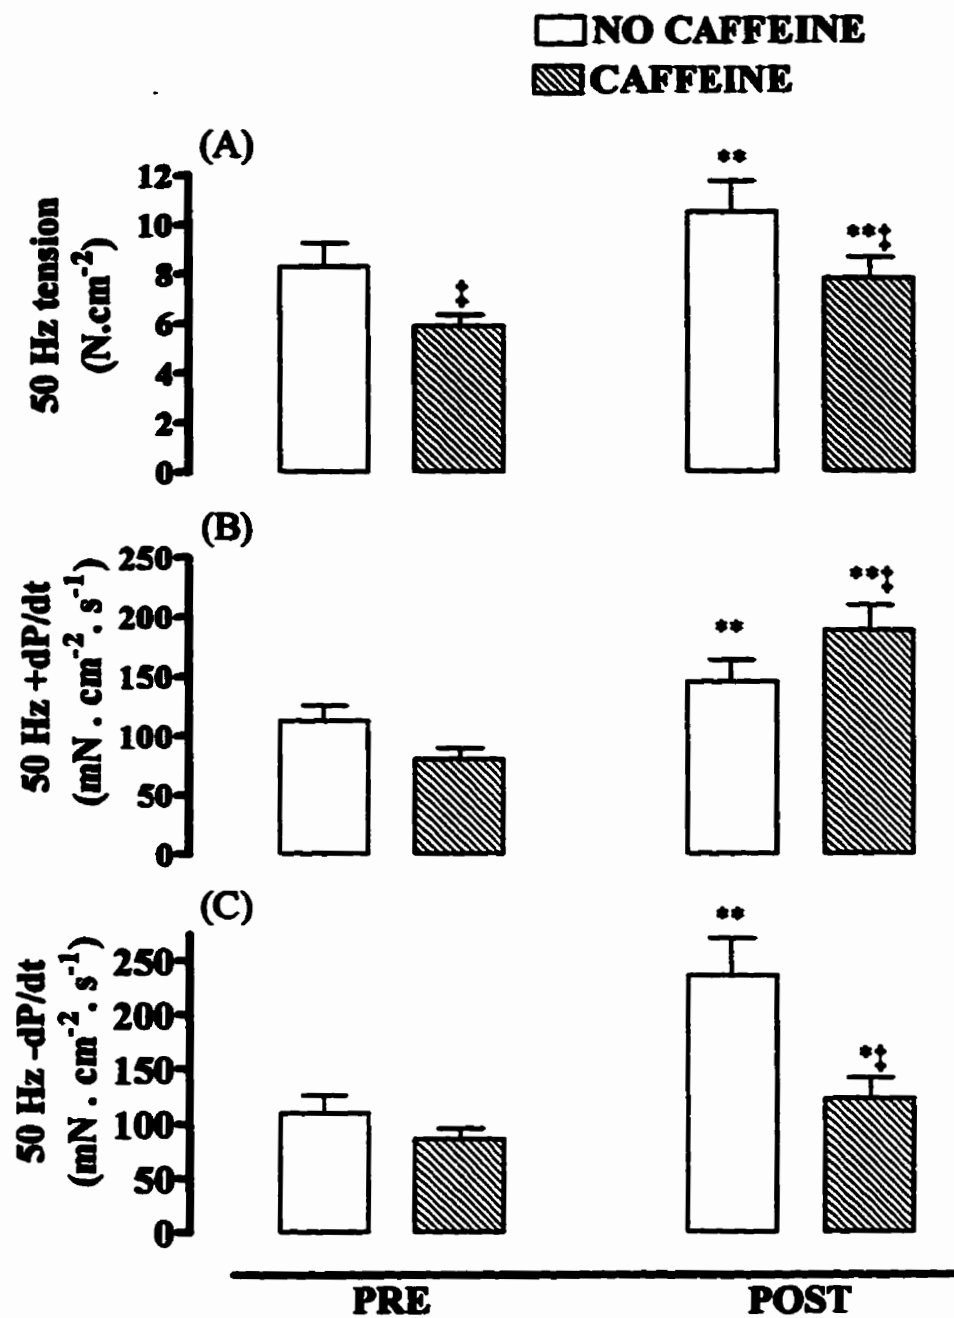 NO CAFFEINE
CAFFEINE
(A)
50 Hz tension
(N.cm⁻²)
12
10
8
6
4
2
0
‡
**
**‡
(B)
50 Hz +dP/dt
(mN . cm⁻² . s⁻¹)
250
200
150
100
50
0
**
**‡
(C)
50 Hz -dP/dt
(mN . cm⁻² . s⁻¹)
250
200
150
100
50
0
**
*‡
PRE POST